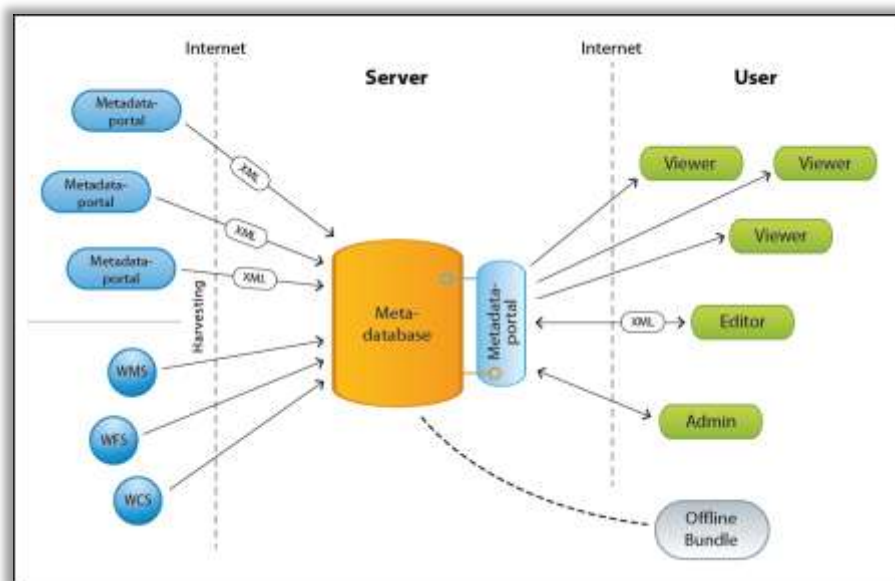 Internet
Internet
Server
User
Metadata-
portal
XML
Metadata-
portal
XML
Metadata-
portal
XML
Harvesting
WMS
WFS
WCS
Meta-
database
Metadata-
portal
Viewer
Viewer
Viewer
XML
Editor
Admin
Offline
Bundle